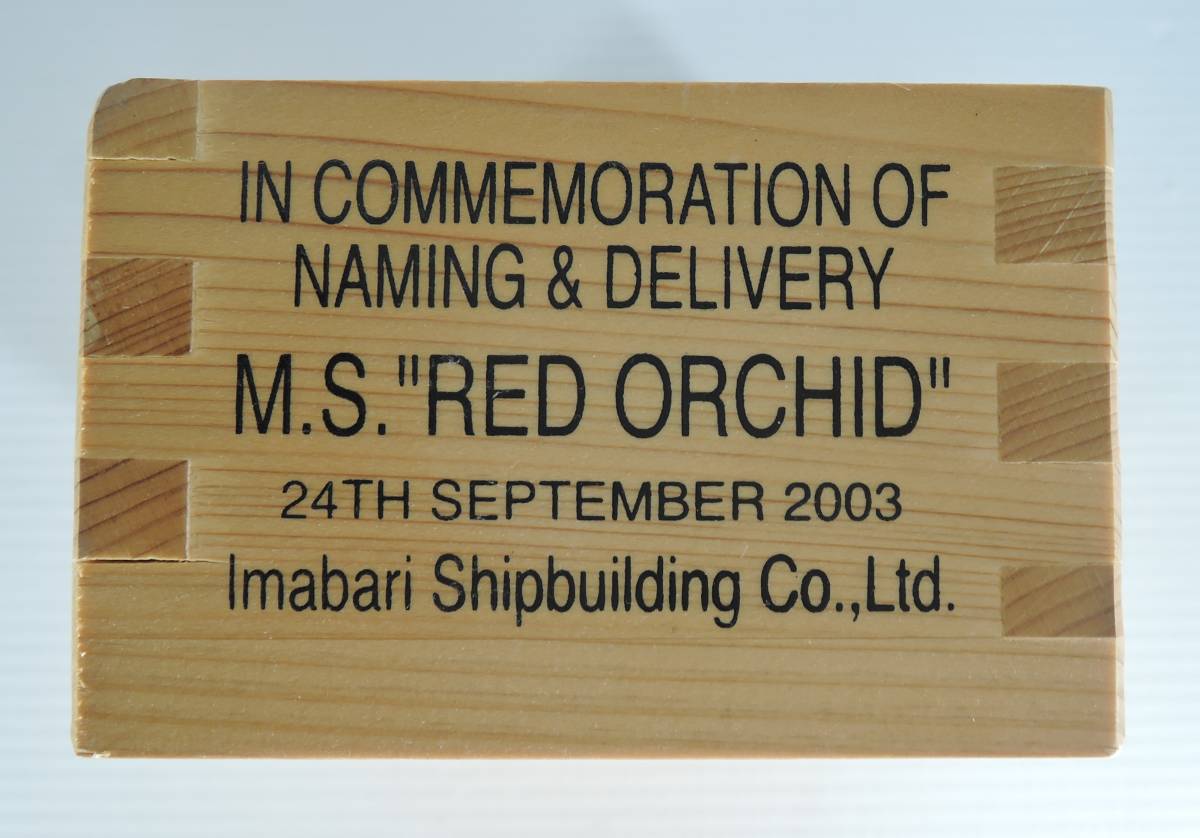 IN COMMEMORATION OF
NAMING & DELIVERY
M.S. "RED ORCHID"
24TH SEPTEMBER 2003
Imabari Shipbuilding Co.,Ltd.